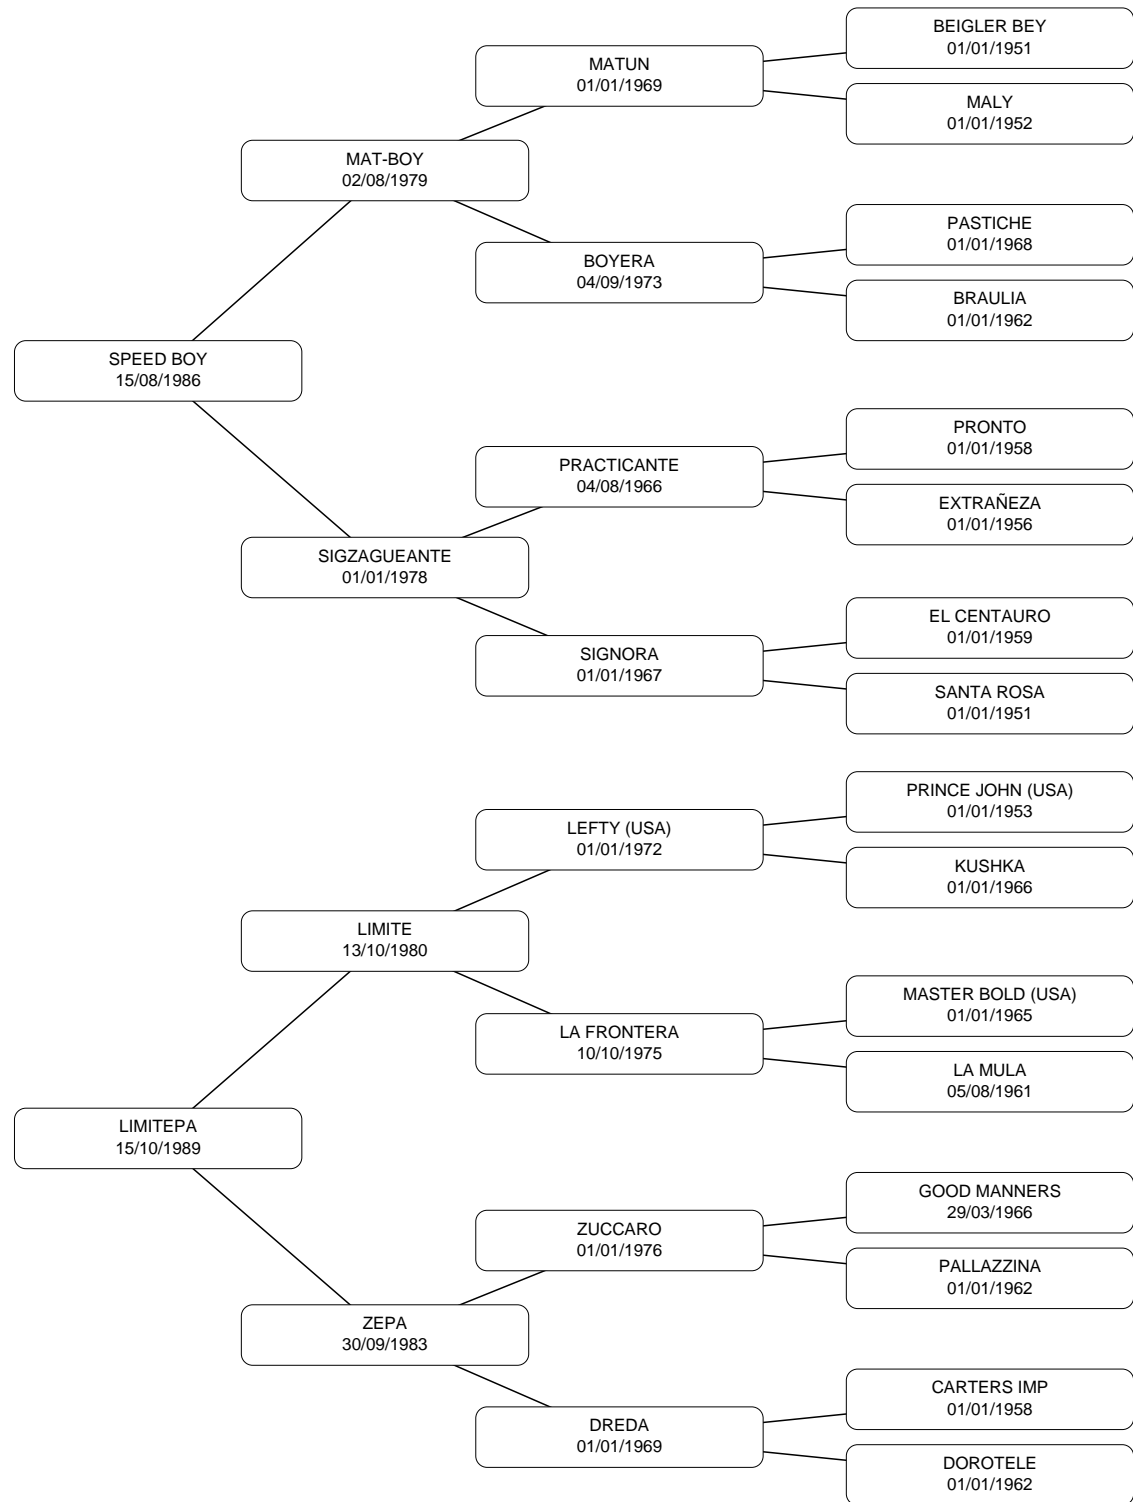 BEIGLER BEY
01/01/1951
MATUN
01/01/1969
MALY
01/01/1952
MAT-BOY
02/08/1979
PASTICHE
01/01/1968
BOYERA
04/09/1973
BRAULIA
01/01/1962
SPEED BOY
15/08/1986
PRONTO
01/01/1958
PRACTICANTE
04/08/1966
EXTRAÑEZA
01/01/1956
SIGZAGUEANTE
01/01/1978
EL CENTAURO
01/01/1959
SIGNORA
01/01/1967
SANTA ROSA
01/01/1951
PRINCE JOHN (USA)
01/01/1953
LEFTY (USA)
01/01/1972
KUSHKA
01/01/1966
LIMITE
13/10/1980
MASTER BOLD (USA)
01/01/1965
LA FRONTERA
10/10/1975
LA MULA
05/08/1961
LIMITEPA
15/10/1989
GOOD MANNERS
29/03/1966
ZUCCARO
01/01/1976
PALLAZZINA
01/01/1962
ZEPA
30/09/1983
CARTERS IMP
01/01/1958
DREDA
01/01/1969
DOROTELE
01/01/1962